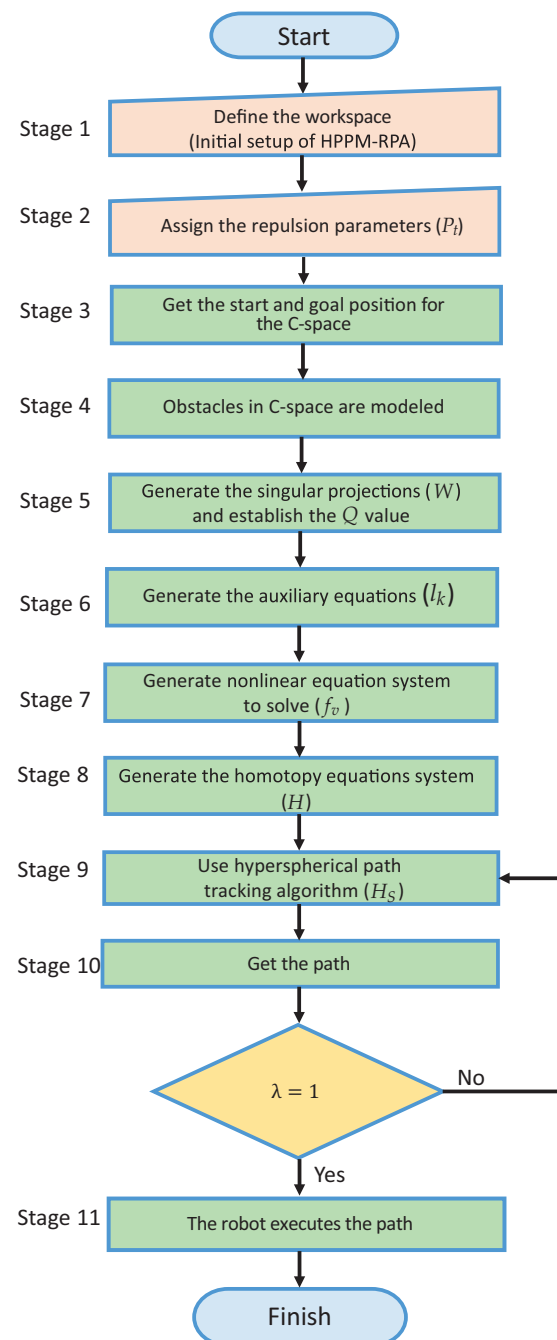 Start
Stage 1
Define the workspace
(Initial setup of HPPM-RPA)
Stage 2
Assign the repulsion parameters (P_t)
Stage 3
Get the start and goal position for
the C-space
Stage 4
Obstacles in C-space are modeled
Stage 5
Generate the singular projections (W)
and establish the Q value
Stage 6
Generate the auxiliary equations (l_k)
Stage 7
Generate nonlinear equation system
to solve (f_v)
Stage 8
Generate the homotopy equations system
(H)
Stage 9
Use hyperspherical path
tracking algorithm (H_S)
Stage 10
Get the path
λ = 1
No
Yes
Stage 11
The robot executes the path
Finish